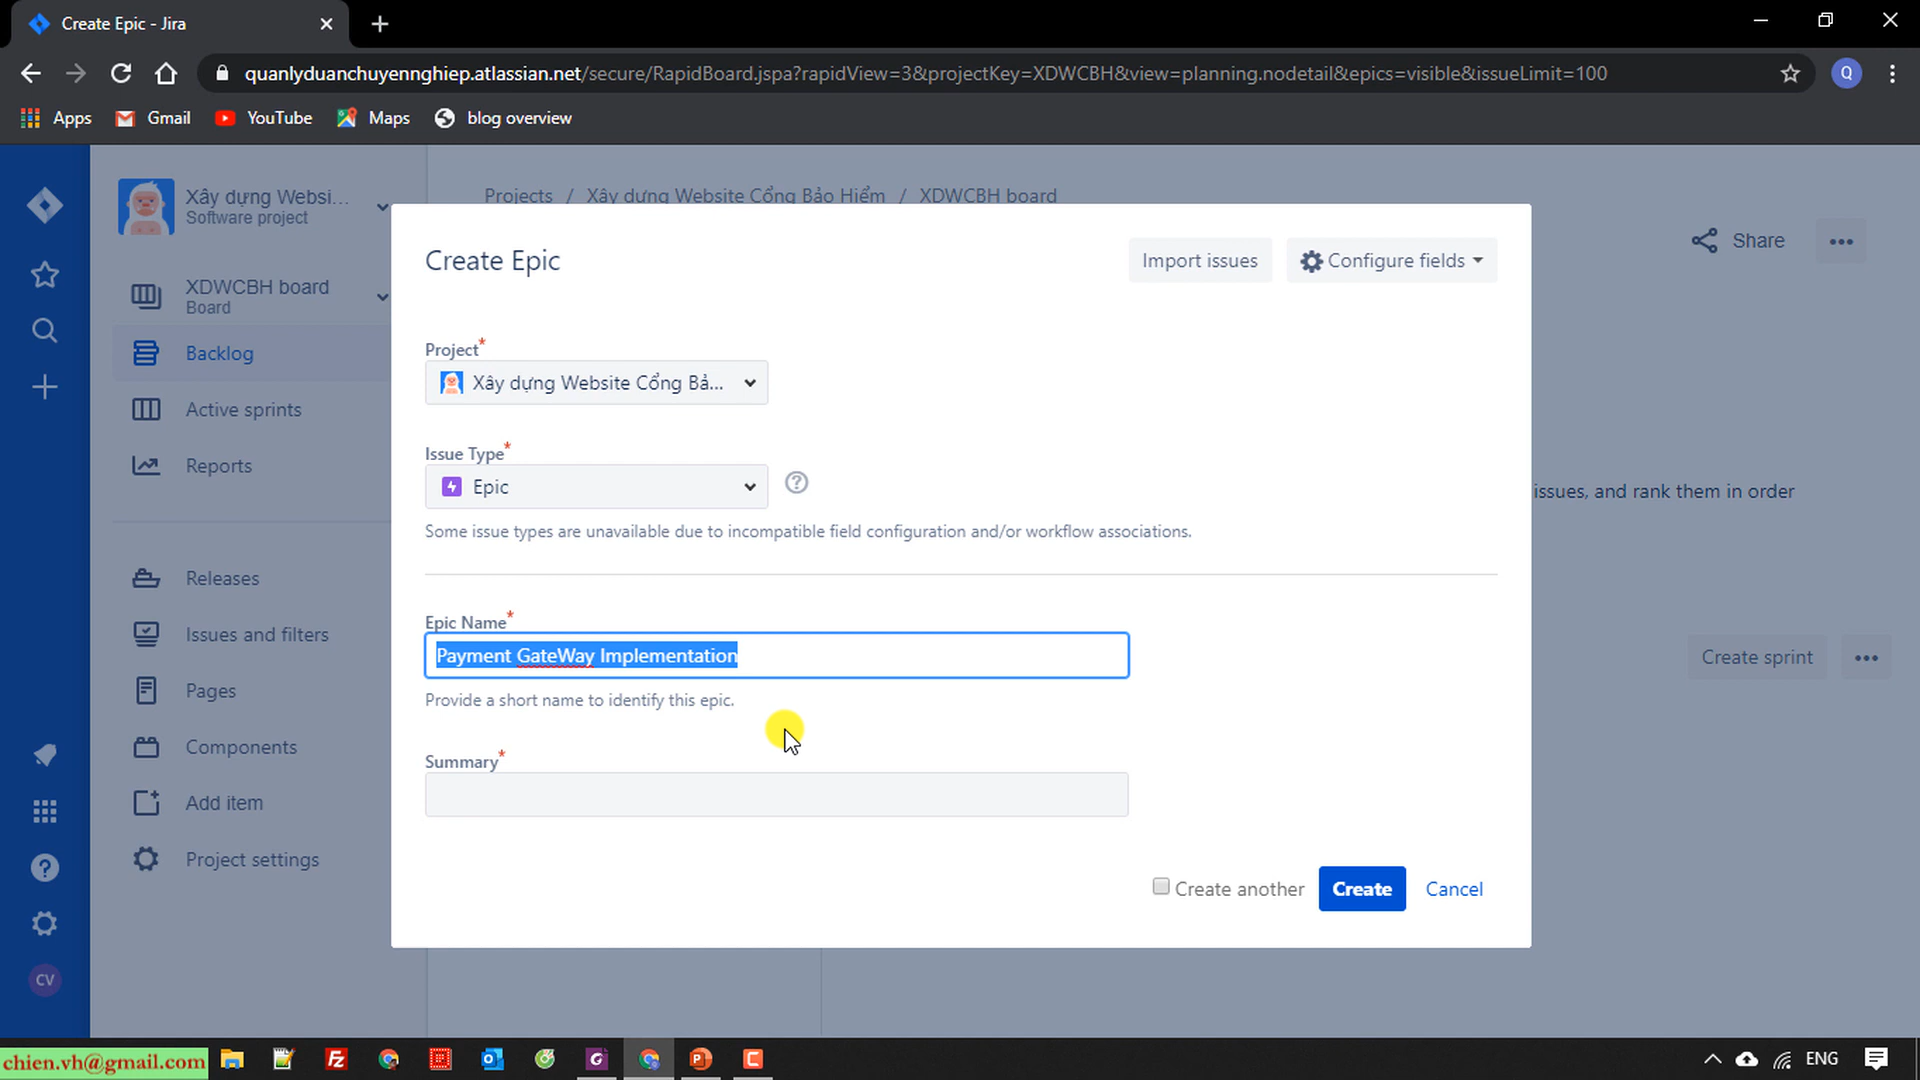 Create Epic - Jira
quanlyduanchuyennghiep.atlassian.net/secure/RapidBoard.jspa?rapidView=3&projectKey=XDWCBH&view=planning.nodetail&epics=visible&issueLimit=100
Q
Apps
Gmail
YouTube
Maps
blog overview
Xây dựng Websi...
Software project
Projects / Xây dựng Website Cổng Bảo Hiểm / XDWCBH board
Share
XDWCBH board
Board
Backlog
Active sprints
Reports
Releases
Issues and filters
Pages
Components
Add item
Project settings
CV
Create Epic
Import issues
Configure fields
Project*
Xây dựng Website Cổng Bả...
Issue Type*
Epic
Some issue types are unavailable due to incompatible field configuration and/or workflow associations.
issues, and rank them in order
Epic Name*
Payment GateWay Implementation
Provide a short name to identify this epic.
Create sprint
Summary*
Create another
Create
Cancel
chien.vh@gmail.com
ENG